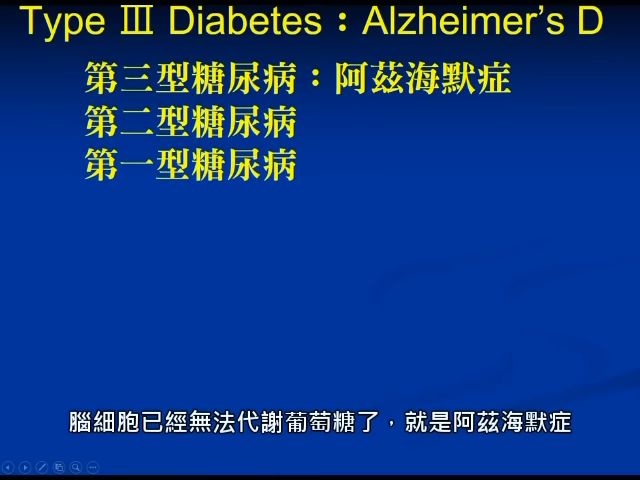 Type Ⅲ Diabetes：Alzheimer’s D
第三型糖尿病：阿茲海默症
第二型糖尿病
第一型糖尿病
腦細胞已經無法代謝葡萄糖了，就是阿茲海默症